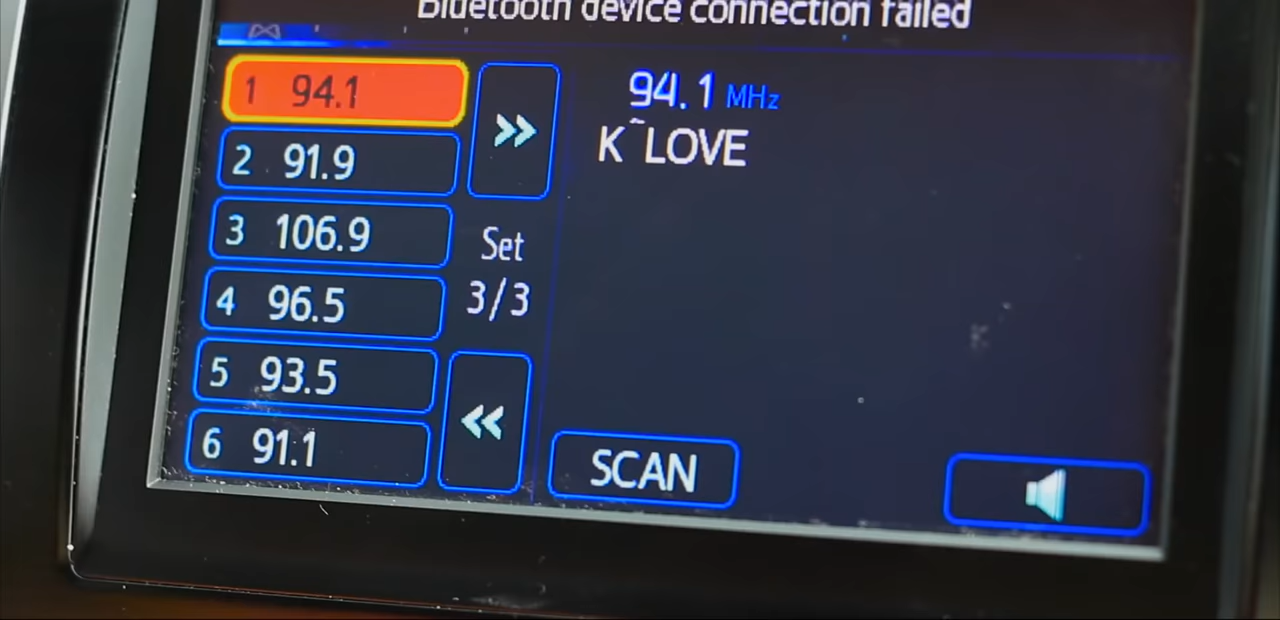 Bluetooth device connection failed
1 94.1
2 91.9
3 106.9
4 96.5
5 93.5
6 91.1
>>
Set
3/3
<<
94.1 MHz
K~LOVE
SCAN